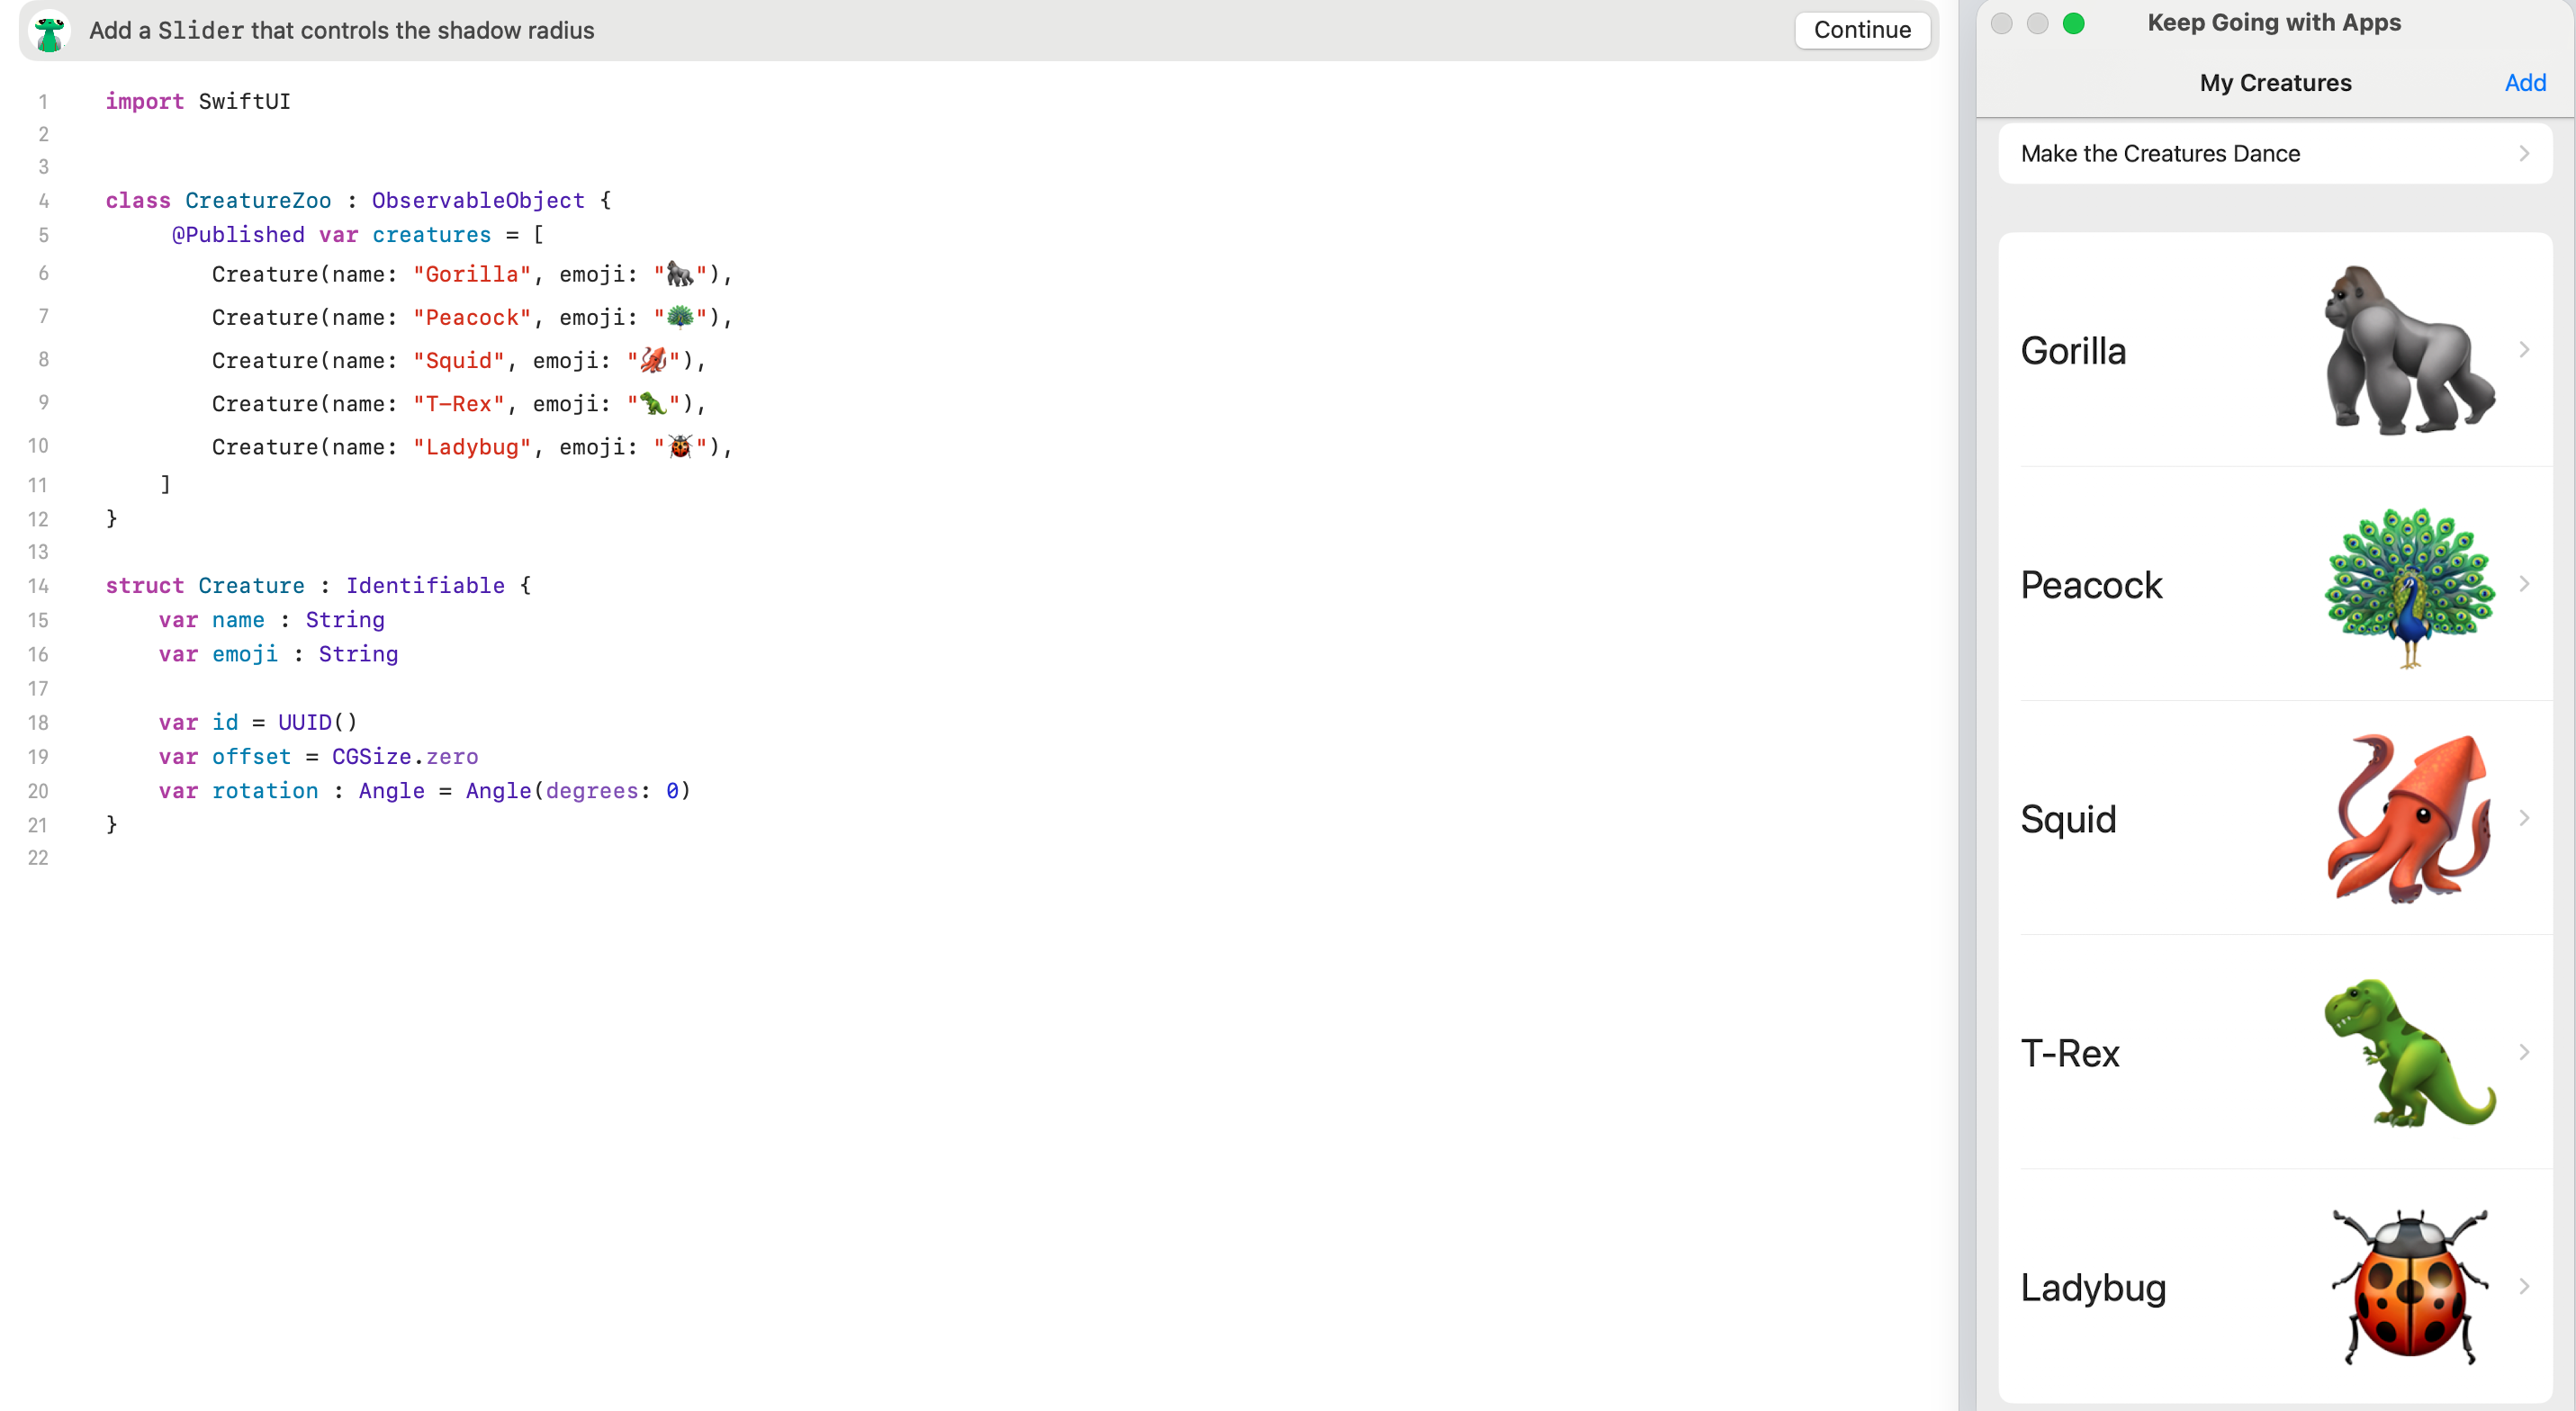 Add a Slider that controls the shadow radius
Continue
1 import SwiftUI
2
3
4 class CreatureZoo : ObservableObject {
5 @Published var creatures = [
6 Creature(name: "Gorilla", emoji: "🦍"),
7 Creature(name: "Peacock", emoji: "🦚"),
8 Creature(name: "Squid", emoji: "🦑"),
9 Creature(name: "T-Rex", emoji: "🦖"),
10 Creature(name: "Ladybug", emoji: "🐞"),
11 ]
12 }
13
14 struct Creature : Identifiable {
15 var name : String
16 var emoji : String
17
18 var id = UUID()
19 var offset = CGSize.zero
20 var rotation : Angle = Angle(degrees: 0)
21 }
22
Keep Going with Apps
My Creatures
Add
Make the Creatures Dance
Gorilla
Peacock
Squid
T-Rex
Ladybug